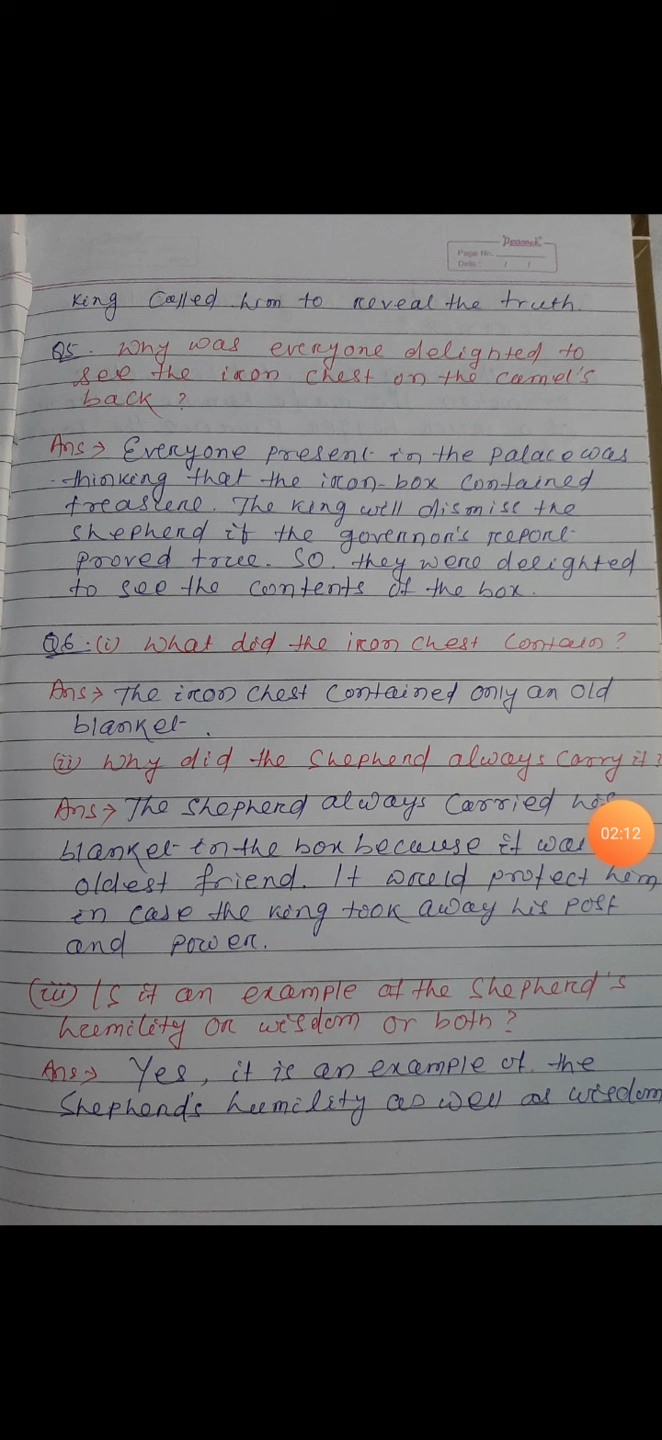 Peacock
Page No.
Date : / /
King Called him to reveal the truth.
Q5. Why was everyone delighted to
see the iron chest on the camel's
back ?
Ans → Everyone present in the palace was
thinking that the iron-box contained
treasure. The king will dismiss the
shepherd if the governor's report
proved true. So, they were delighted
to see the contents of the box.
Q6.(i) What did the iron chest contain ?
Ans → The iron chest contained only an old
blanket.
(ii) Why did the Shepherd always carry it ?
Ans → The shepherd always carried his
02:12
blanket in the box because it was
oldest friend. It would protect him
in case the king took away his post
and power.
(iii) Is it an example of the Shepherd's
humility or wisdom or both ?
Ans → Yes, it is an example of the
Shepherd's humility as well as wisdom